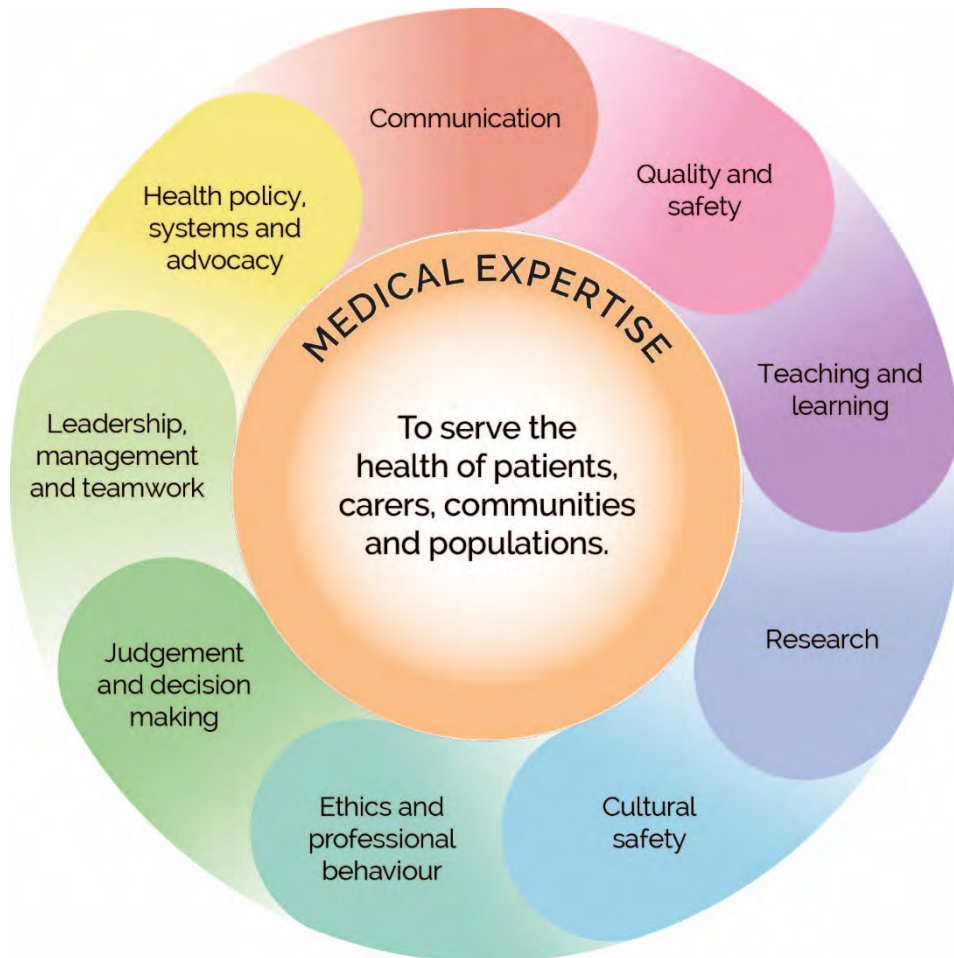 Communication
Quality and
safety
Teaching and
learning
Research
Cultural
safety
Ethics and
professional
behaviour
Judgement
and decision
making
Leadership,
management
and teamwork
Health policy,
systems and
advocacy
MEDICAL EXPERTISE
To serve the
health of patients,
carers, communities
and populations.